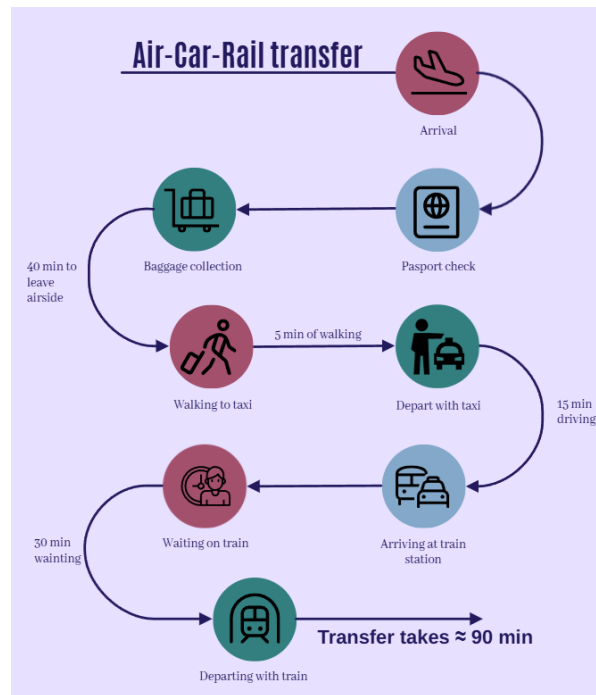 Air-Car-Rail transfer
Arrival
Baggage collection
Pasport check
40 min to
leave
airside
5 min of walking
Walking to taxi
Depart with taxi
15 min
driving
Waiting on train
Arriving at train
station
30 min
wainting
Transfer takes ≈ 90 min
Departing with train